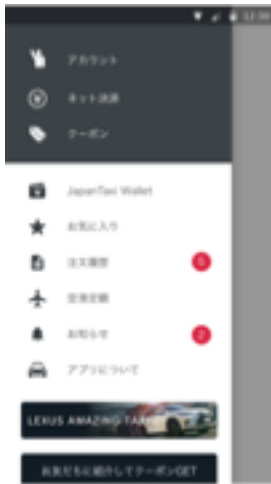 12:30
アカウント
ネット決済
クーポン
JapanTaxi Wallet
お気に入り
注文履歴
5
空港定額
お知らせ
2
アプリについて
LEXUS AMAZING TAXI
お友だちに紹介してクーポンGET